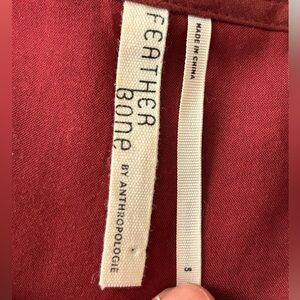 FEATHER
BONE
BY ANTHROPOLOGIE
MADE IN CHINA
S